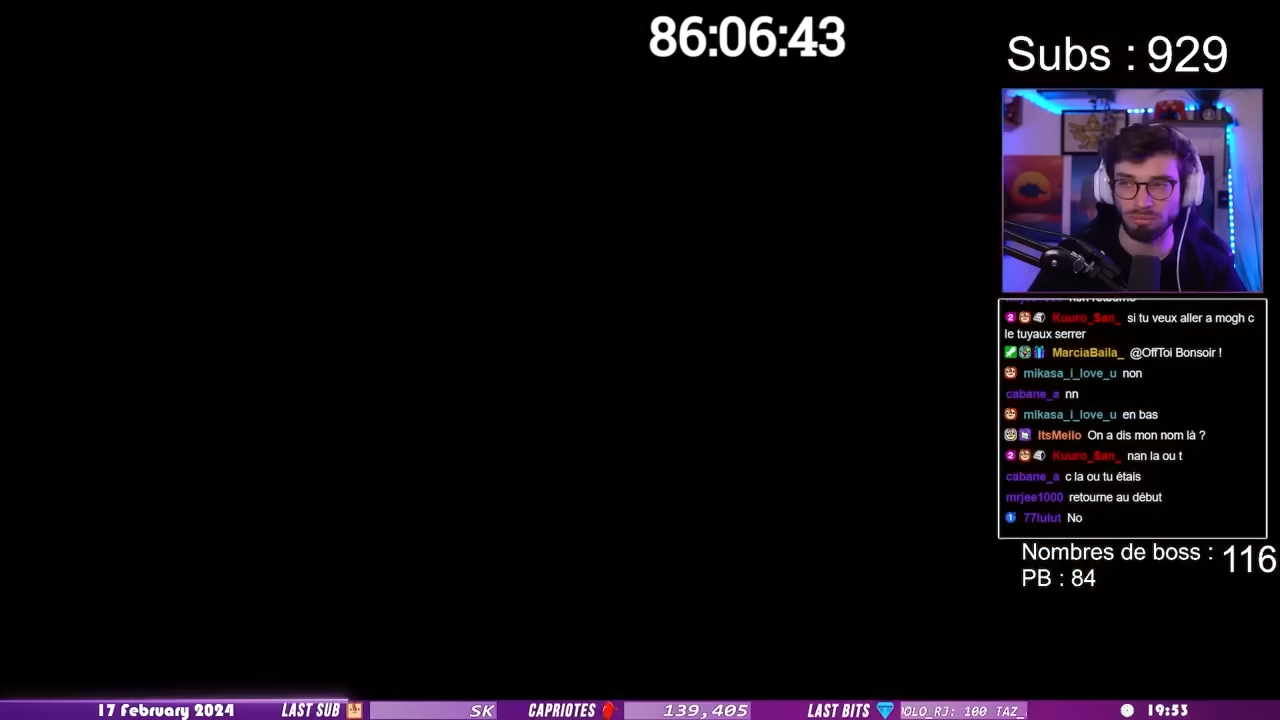 86:06:43
Subs : 929
Kuuro_San_ si tu veux aller a mogh c
le tuyaux serrer
MarciaBaila_ @OffToi Bonsoir !
mikasa_i_love_u non
cabane_a nn
mikasa_i_love_u en bas
ItsMeilo On a dis mon nom là ?
Kuuro_San_ nan la ou t
cabane_a c la ou tu étais
mrjee1000 retourne au début
77lulut No
Nombres de boss : 116
PB : 84
17 February 2024 LAST SUB SK CAPRIOTES 139,405 LAST BITS OLO_RJ: 100 TAZ_ 19:53